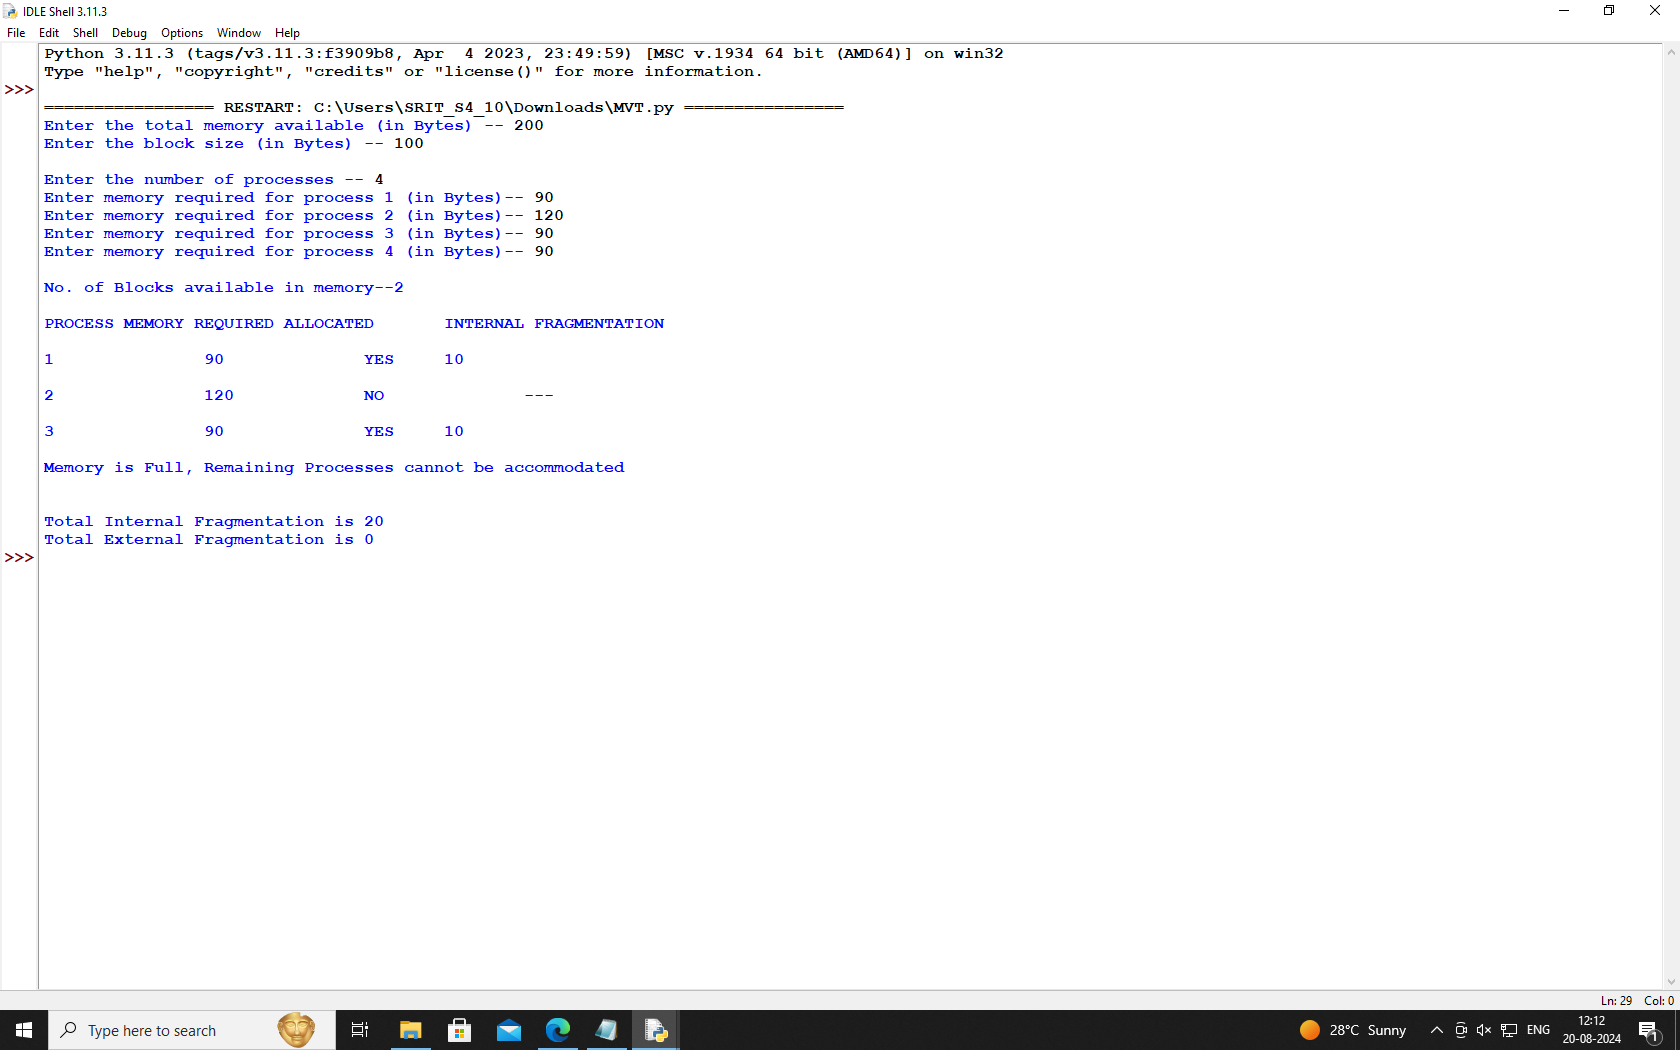 IDLE Shell 3.11.3
File Edit Shell Debug Options Window Help
Python 3.11.3 (tags/v3.11.3:f3909b8, Apr  4 2023, 23:49:59) [MSC v.1934 64 bit (AMD64)] on win32
Type "help", "copyright", "credits" or "license()" for more information.
>>>
================= RESTART: C:\Users\SRIT_S4_10\Downloads\MVT.py ================
Enter the total memory available (in Bytes) -- 200
Enter the block size (in Bytes) -- 100
Enter the number of processes -- 4
Enter memory required for process 1 (in Bytes)-- 90
Enter memory required for process 2 (in Bytes)-- 120
Enter memory required for process 3 (in Bytes)-- 90
Enter memory required for process 4 (in Bytes)-- 90
No. of Blocks available in memory--2
PROCESS MEMORY REQUIRED ALLOCATED       INTERNAL FRAGMENTATION
1               90              YES     10
2               120             NO              ---
3               90              YES     10
Memory is Full, Remaining Processes cannot be accommodated
Total Internal Fragmentation is 20
Total External Fragmentation is 0
>>>
Ln: 29 Col: 0
Type here to search
28°C Sunny
ENG
12:12
20-08-2024
1